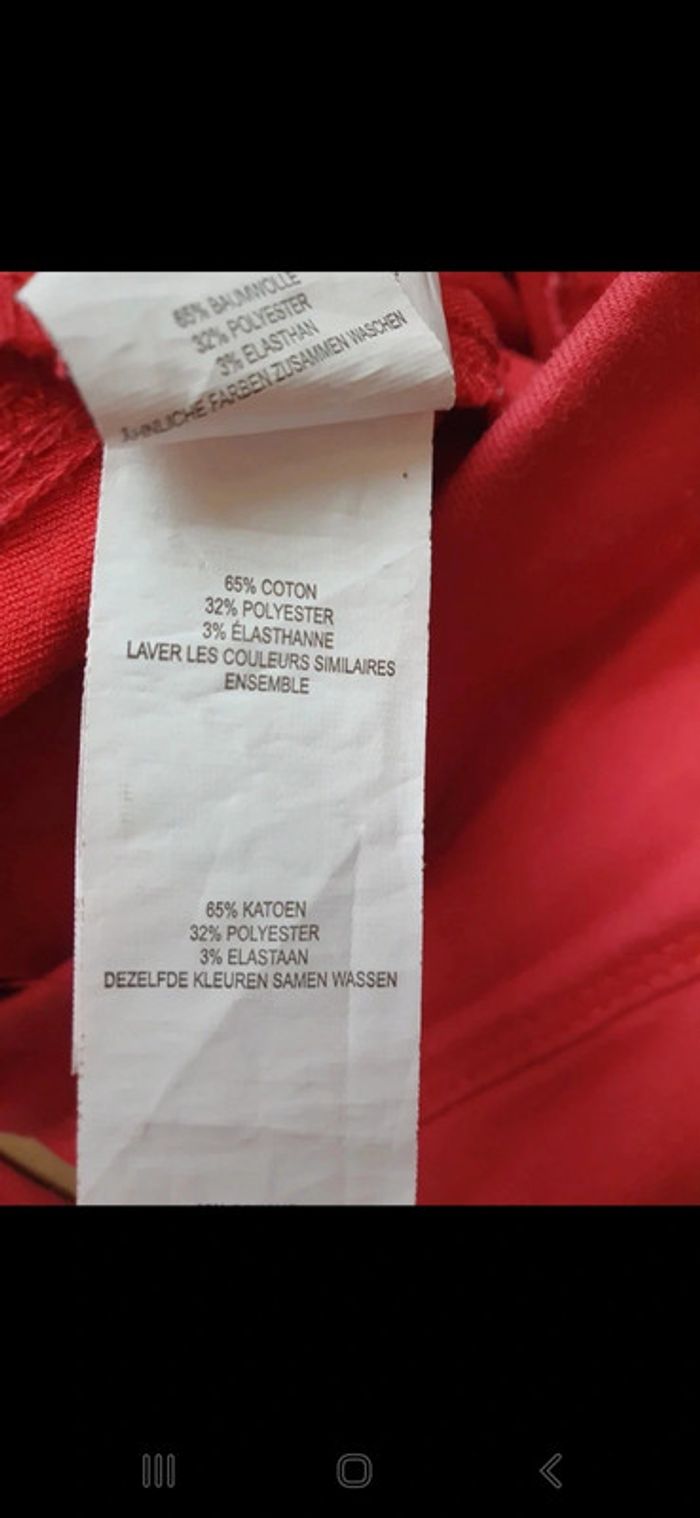 65% BAUMWOLLE
32% POLYESTER
3% ELASTHAN
ÄHNLICHE FARBEN ZUSAMMEN WASCHEN
65% COTON
32% POLYESTER
3% ÉLASTHANNE
LAVER LES COULEURS SIMILAIRES
ENSEMBLE
65% KATOEN
32% POLYESTER
3% ELASTAAN
DEZELFDE KLEUREN SAMEN WASSEN